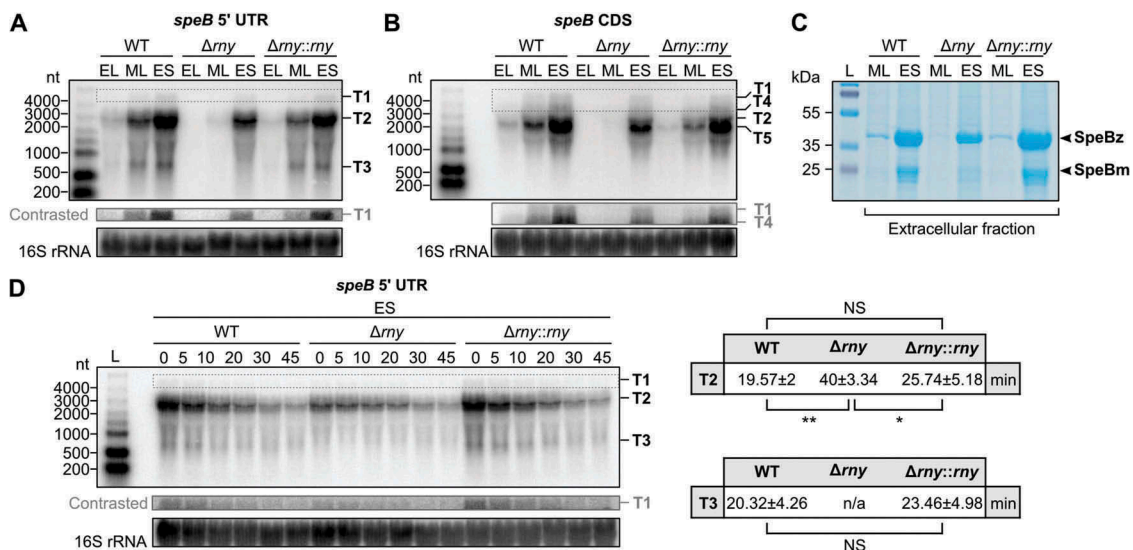 A
speB 5' UTR
WT Δrny Δrny::rny
EL ML ES EL ML ES EL ML ES
nt
4000
3000
2000
1000
500
200
T1
T2
T3
Contrasted
T1
16S rRNA
B
speB CDS
WT Δrny Δrny::rny
EL ML ES EL ML ES EL ML ES
nt
4000
3000
2000
1000
500
200
T1
T4
T2
T5
T1
T4
16S rRNA
C
WT Δrny Δrny::rny
kDa L ML ES ML ES ML ES
55
35
25
SpeBz
SpeBm
Extracellular fraction
D
speB 5' UTR
ES
WT Δrny Δrny::rny
nt L 0 5 10 20 30 45 0 5 10 20 30 45 0 5 10 20 30 45
4000
3000
2000
1000
500
200
T1
T2
T3
Contrasted
T1
16S rRNA
NS
WT Δrny Δrny::rny
T2 19.57±2 40±3.34 25.74±5.18 min
** *
WT Δrny Δrny::rny
T3 20.32±4.26 n/a 23.46±4.98 min
NS